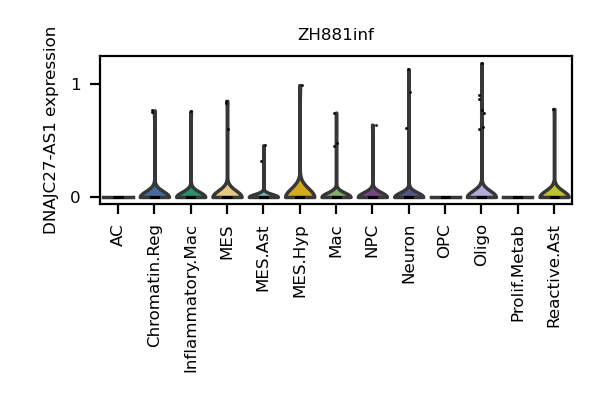 ZH881inf
DNAJC27-AS1 expression
1
0
AC
Chromatin.Reg
Inflammatory.Mac
MES
MES.Ast
MES.Hyp
Mac
NPC
Neuron
OPC
Oligo
Prolif.Metab
Reactive.Ast